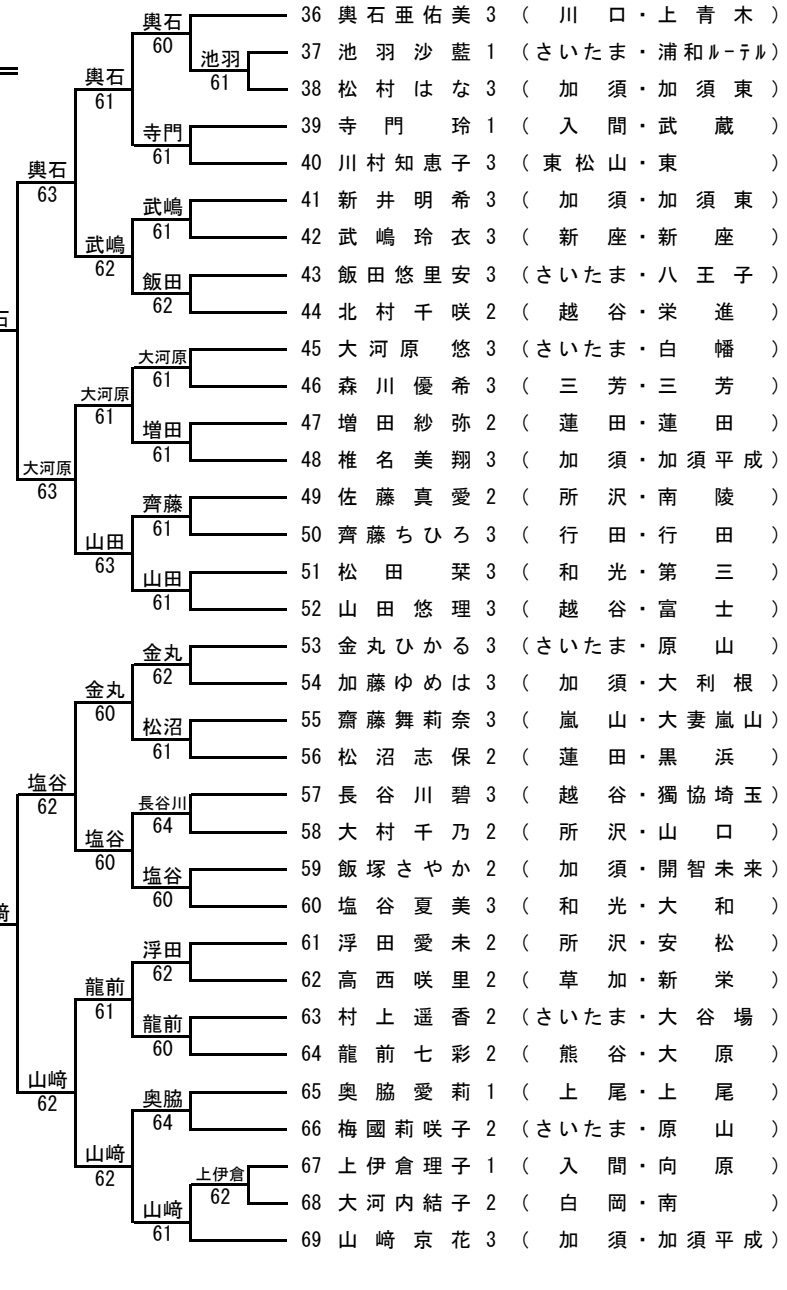 36 輿石亜佑美 3 （ 川口・上青木 ）
37 池羽沙藍 1 （さいたま・浦和ルーテル）
38 松村はな 3 （ 加須・加須東 ）
39 寺門玲 1 （ 入間・武蔵 ）
40 川村知恵子 3 （ 東松山・東 ）
41 新井明希 3 （ 加須・加須東 ）
42 武嶋玲衣 3 （ 新座・新座 ）
43 飯田悠里安 3 （さいたま・八王子 ）
44 北村千咲 2 （ 越谷・栄進 ）
45 大河原悠 3 （さいたま・白幡 ）
46 森川優希 3 （ 三芳・三芳 ）
47 増田紗弥 2 （ 蓮田・蓮田 ）
48 椎名美翔 3 （ 加須・加須平成）
49 佐藤真愛 2 （ 所沢・南陵 ）
50 齊藤ちひろ 3 （ 行田・行田 ）
51 松田栞 3 （ 和光・第三 ）
52 山田悠理 3 （ 越谷・富士 ）
53 金丸ひかる 3 （さいたま・原山 ）
54 加藤ゆめは 3 （ 加須・大利根 ）
55 齋藤舞莉奈 3 （ 嵐山・大妻嵐山）
56 松沼志保 2 （ 蓮田・黒浜 ）
57 長谷川碧 3 （ 越谷・獨協埼玉）
58 大村千乃 2 （ 所沢・山口 ）
59 飯塚さやか 2 （ 加須・開智未来）
60 塩谷夏美 3 （ 和光・大和 ）
61 浮田愛未 2 （ 所沢・安松 ）
62 高西咲里 2 （ 草加・新栄 ）
63 村上遥香 2 （さいたま・大谷場 ）
64 龍前七彩 2 （ 熊谷・大原 ）
65 奥脇愛莉 1 （ 上尾・上尾 ）
66 梅國莉咲子 2 （さいたま・原山 ）
67 上伊倉理子 1 （ 入間・向原 ）
68 大河内結子 2 （ 白岡・南 ）
69 山﨑京花 3 （ 加須・加須平成）
池羽
61
上伊倉
62
輿石
60
寺門
61
武嶋
61
飯田
62
大河原
61
増田
61
齊藤
61
山田
61
金丸
62
松沼
61
長谷川
64
塩谷
60
浮田
62
龍前
60
奥脇
64
山﨑
61
輿石
61
武嶋
62
大河原
61
山田
63
金丸
60
塩谷
60
龍前
61
山﨑
62
輿石
63
大河原
63
塩谷
62
山﨑
62
石
﨑